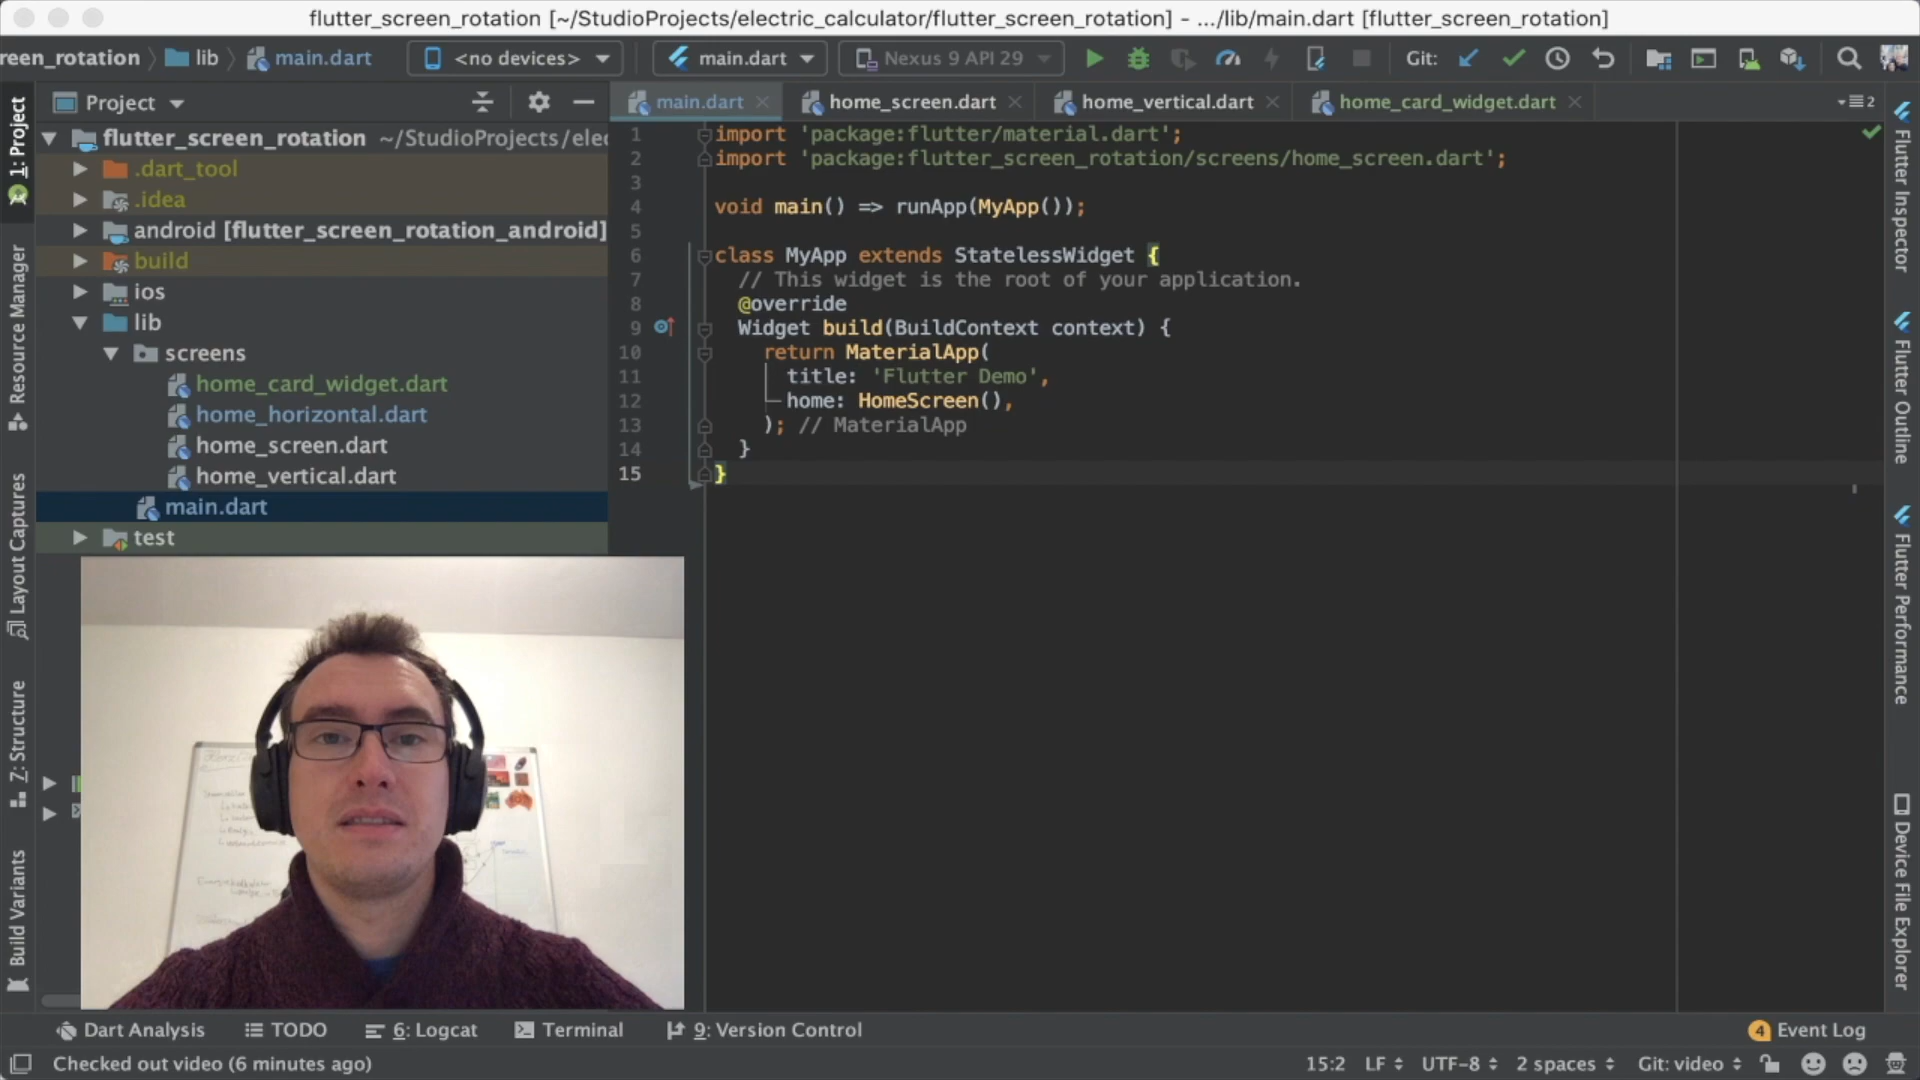 flutter_screen_rotation [~/StudioProjects/electric_calculator/flutter_screen_rotation] - .../lib/main.dart [flutter_screen_rotation]
reen_rotation lib main.dart <no devices> main.dart Nexus 9 API 29 Git:
1: Project
Resource Manager
Layout Captures
Z: Structure
Build Variants
Project
flutter_screen_rotation ~/StudioProjects/elec
.dart_tool
.idea
android [flutter_screen_rotation_android]
build
ios
lib
screens
home_card_widget.dart
home_horizontal.dart
home_screen.dart
home_vertical.dart
main.dart
test
main.dart home_screen.dart home_vertical.dart home_card_widget.dart 2
1 import 'package:flutter/material.dart';
2 import 'package:flutter_screen_rotation/screens/home_screen.dart';
3
4 void main() => runApp(MyApp());
5
6 class MyApp extends StatelessWidget {
7 // This widget is the root of your application.
8 @override
9 Widget build(BuildContext context) {
10 return MaterialApp(
11 title: 'Flutter Demo',
12 home: HomeScreen(),
13 ); // MaterialApp
14 }
15 }
Flutter Inspector
Flutter Outline
Flutter Performance
Device File Explorer
Dart Analysis TODO 6: Logcat Terminal 9: Version Control 4 Event Log
Checked out video (6 minutes ago) 15:2 LF UTF-8 2 spaces Git: video